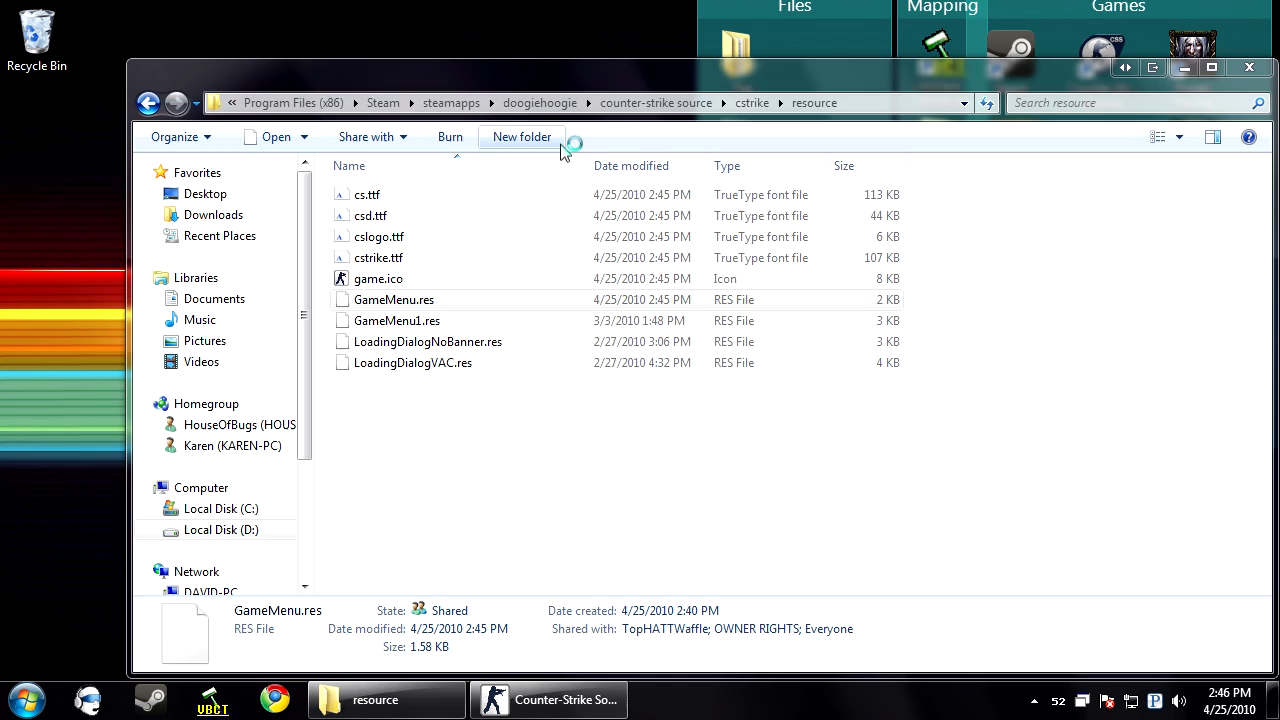 Files
Mapping
Games
Recycle Bin
CSS
« Program Files (x86) Steam steamapps doogiehoogie counter-strike source cstrike resource
Search resource
Organize Open Share with Burn New folder
Name Date modified Type Size
cs.ttf 4/25/2010 2:45 PM TrueType font file 113 KB
csd.ttf 4/25/2010 2:45 PM TrueType font file 44 KB
cslogo.ttf 4/25/2010 2:45 PM TrueType font file 6 KB
cstrike.ttf 4/25/2010 2:45 PM TrueType font file 107 KB
game.ico 4/25/2010 2:45 PM Icon 8 KB
GameMenu.res 4/25/2010 2:45 PM RES File 2 KB
GameMenu1.res 3/3/2010 1:48 PM RES File 3 KB
LoadingDialogNoBanner.res 2/27/2010 3:06 PM RES File 3 KB
LoadingDialogVAC.res 2/27/2010 4:32 PM RES File 4 KB
Favorites
Desktop
Downloads
Recent Places
Libraries
Documents
Music
Pictures
Videos
Homegroup
HouseOfBugs (HOUS
Karen (KAREN-PC)
Computer
Local Disk (C:)
Local Disk (D:)
Network
DAVID-PC
GameMenu.res State: Shared Date created: 4/25/2010 2:40 PM
RES File Date modified: 4/25/2010 2:45 PM Shared with: TopHATTWaffle; OWNER RIGHTS; Everyone
Size: 1.58 KB
VBCT
resource
Counter-Strike So...
52
P
2:46 PM
4/25/2010